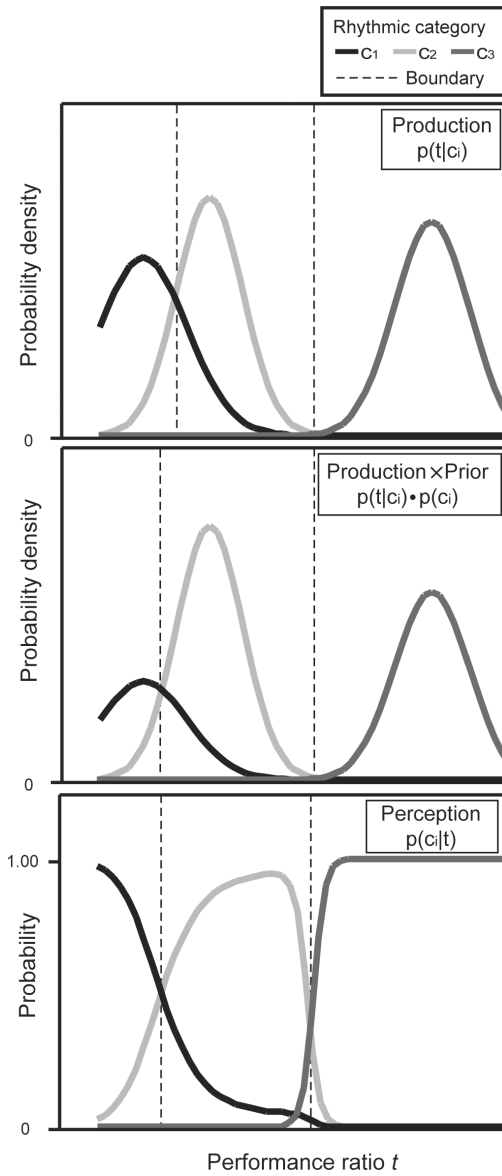 Rhythmic category
C1 C2 C3
Boundary
Production
p(t|ci)
Probability density
0
Production×Prior
p(t|ci)•p(ci)
Probability density
0
Perception
p(ci|t)
1.00
Probability
0
Performance ratio t